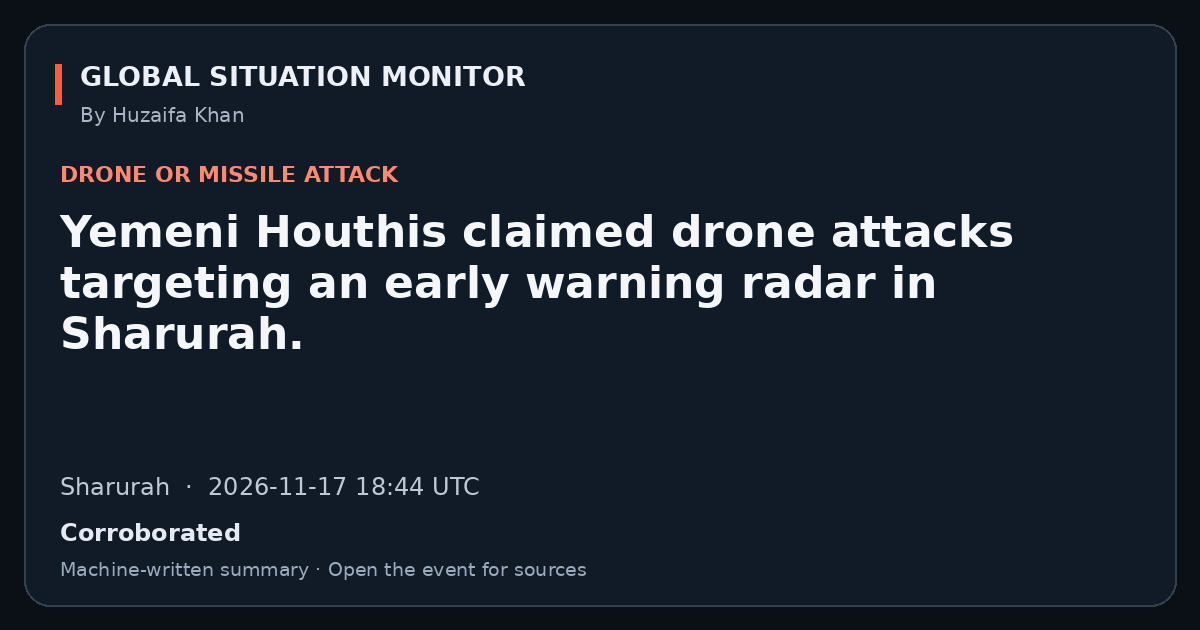 GLOBAL SITUATION MONITOR
By Huzaifa Khan
DRONE OR MISSILE ATTACK
Yemeni Houthis claimed drone attacks
targeting an early warning radar in
Sharurah.
Sharurah · 2026-11-17 18:44 UTC
Corroborated
Machine-written summary · Open the event for sources